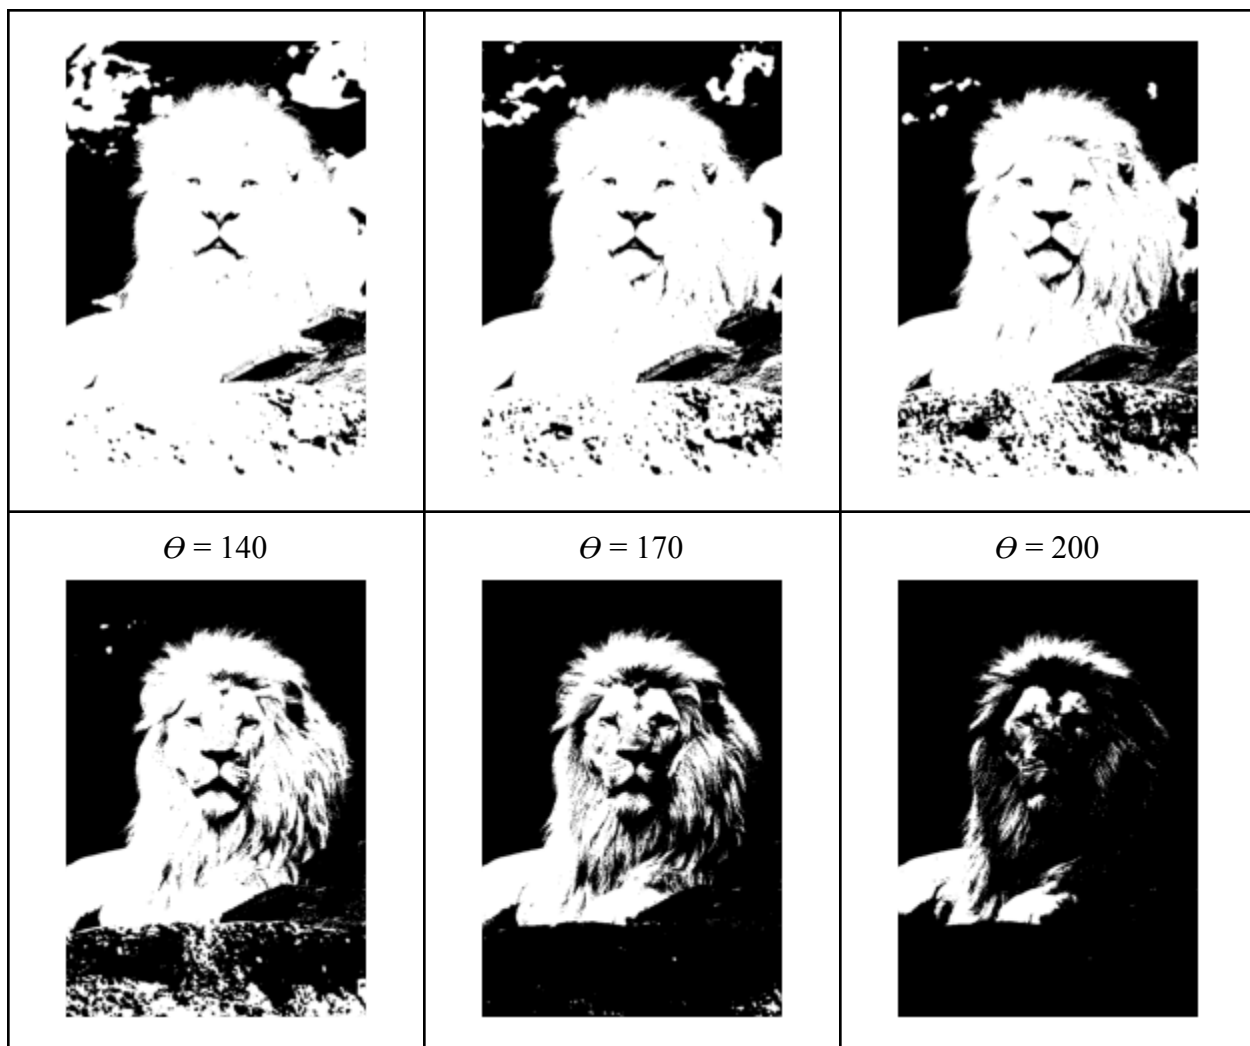 ϴ = 140
ϴ = 170
ϴ = 200